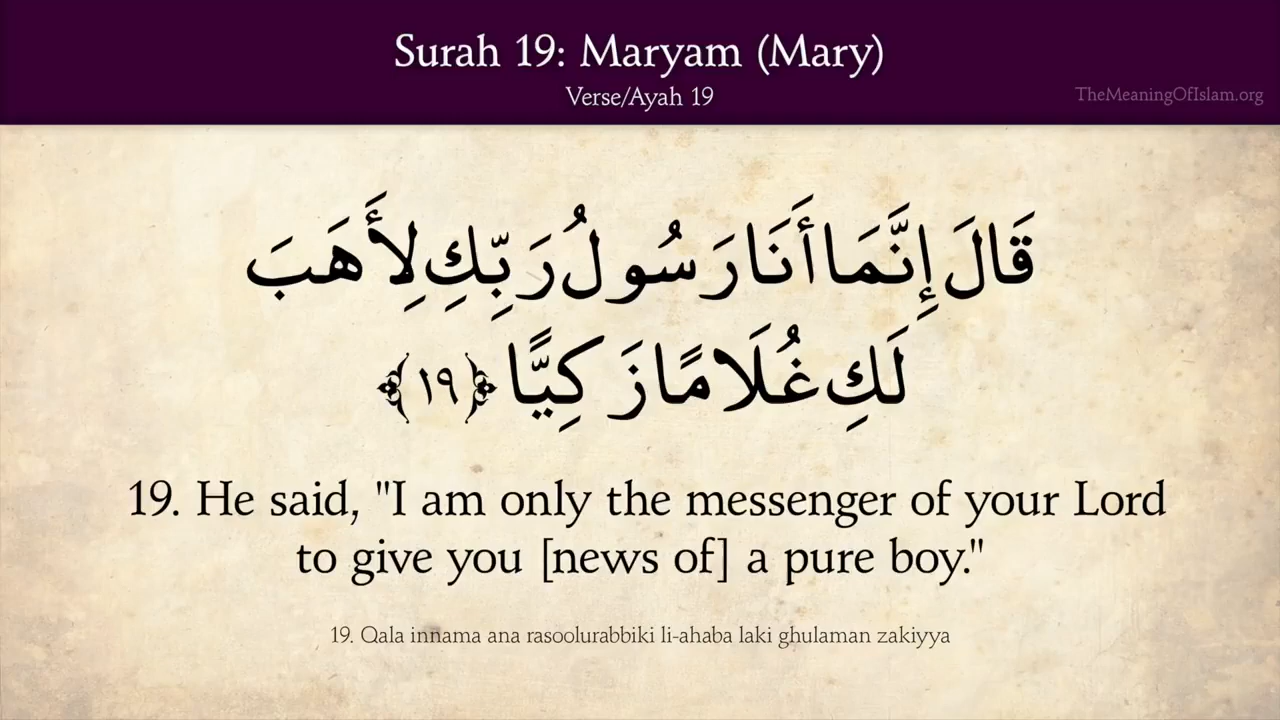 Surah 19: Maryam (Mary)
Verse/Ayah 19
TheMeaningOfIslam.org
قَالَ إِنَّمَا أَنَا رَسُولُ رَبِّكِ لِأَهَبَ
لَكِ غُلَامًا زَكِيًّا ﴿١٩﴾
19. He said, "I am only the messenger of your Lord
to give you [news of] a pure boy."
19. Qala innama ana rasoolurabbiki li-ahaba laki ghulaman zakiyya